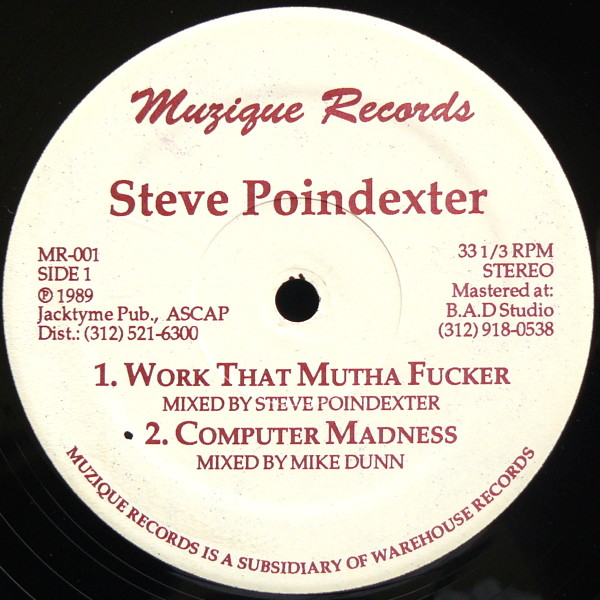 Muzique Records
Steve Poindexter
MR-001
SIDE 1
℗ 1989
Jacktyme Pub., ASCAP
Dist.: (312) 521-6300
33 1/3 RPM
STEREO
Mastered at:
B.A.D Studio
(312) 918-0538
1. WORK THAT MUTHA FUCKER
MIXED BY STEVE POINDEXTER
2. COMPUTER MADNESS
MIXED BY MIKE DUNN
MUZIQUE RECORDS IS A SUBSIDIARY OF WAREHOUSE RECORDS